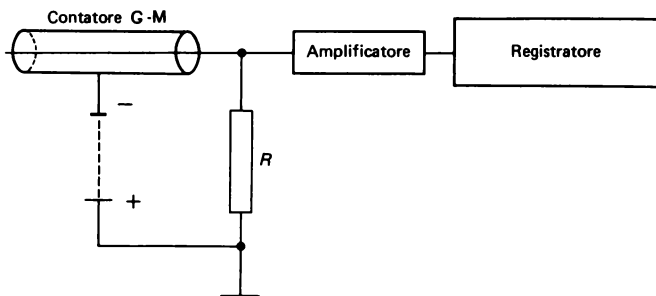 Contatore G-M
Amplificatore
Registratore
−
R
+